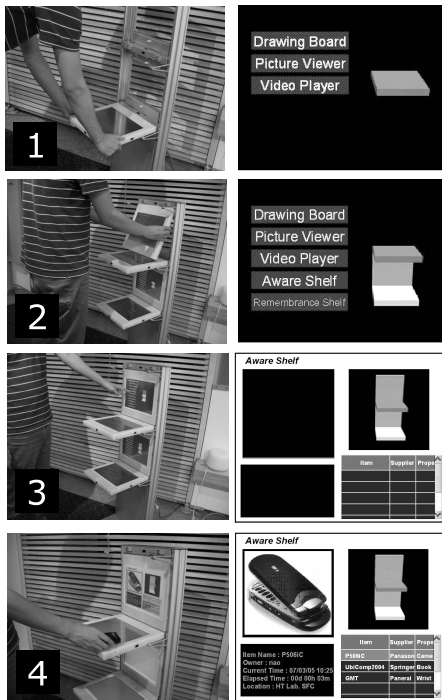 1
Drawing Board
Picture Viewer
Video Player
2
Drawing Board
Picture Viewer
Video Player
Aware Shelf
Remembrance Shelf
3
Aware Shelf
Item Supplier Prope
4
Aware Shelf
Item Name : P506iC
Owner : nao
Current Time : 07/03/05 10:25
Elapsed Time : 00d 00h 03m
Location : HT Lab. SFC
Item Supplier Prope
P506iC Panason Came
UbiComp2004 Springer Book
GMT Paneral Wrist